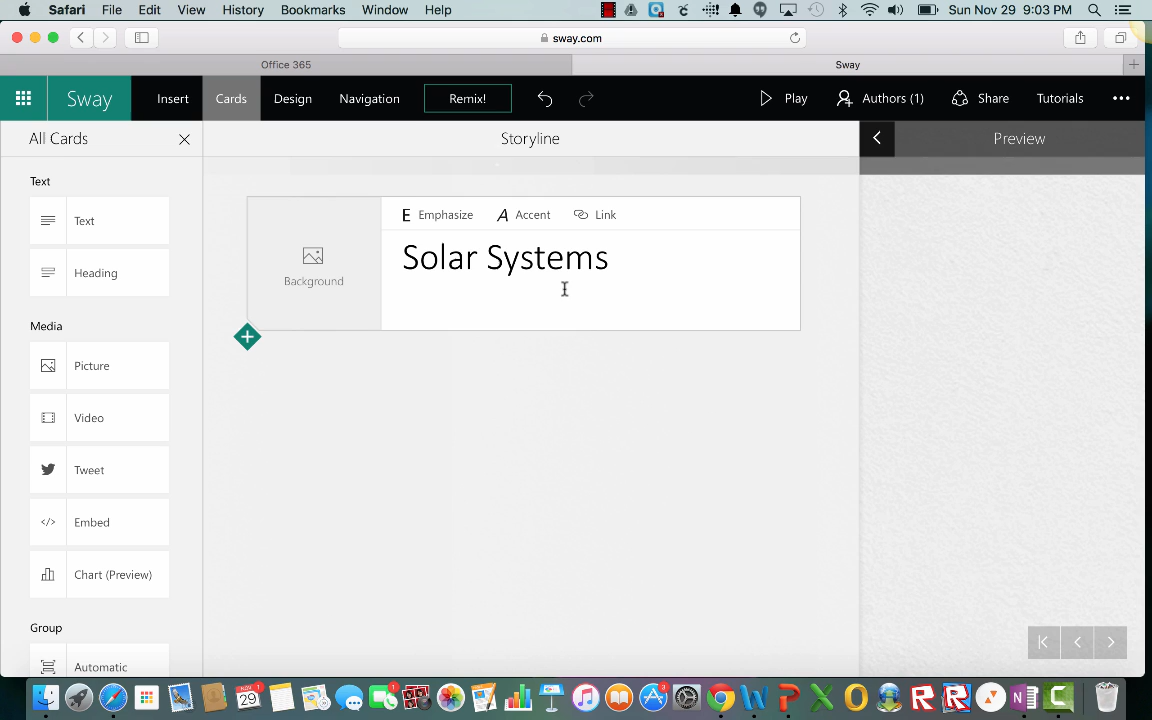 Safari File Edit View History Bookmarks Window Help Sun Nov 29 9:03 PM
sway.com
Office 365 Sway
Sway Insert Cards Design Navigation Remix! Play Authors (1) Share Tutorials
All Cards Storyline Preview
Text
Text
Heading
Media
Picture
Video
Tweet
Embed
Chart (Preview)
Group
Automatic
E Emphasize A Accent Link
Background
Solar Systems